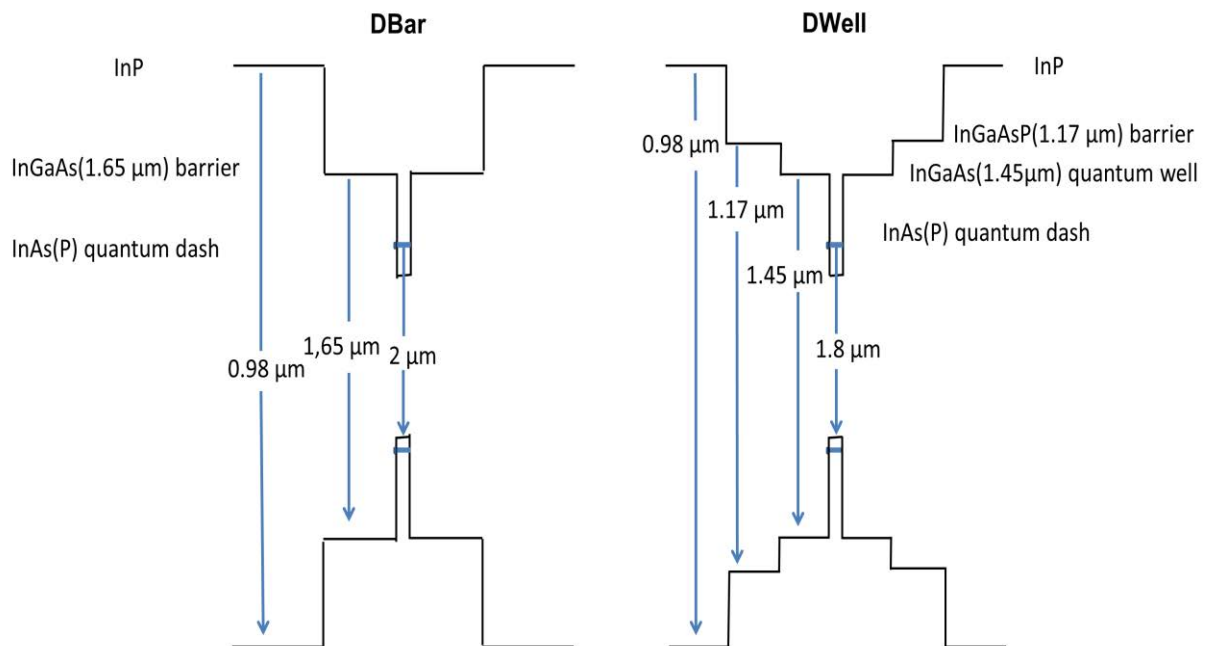 DBar
InP
InGaAs(1.65 µm) barrier
InAs(P) quantum dash
0.98 µm
1,65 µm
2 µm
DWell
InP
InGaAsP(1.17 µm) barrier
InGaAs(1.45µm) quantum well
InAs(P) quantum dash
0.98 µm
1.17 µm
1.45 µm
1.8 µm